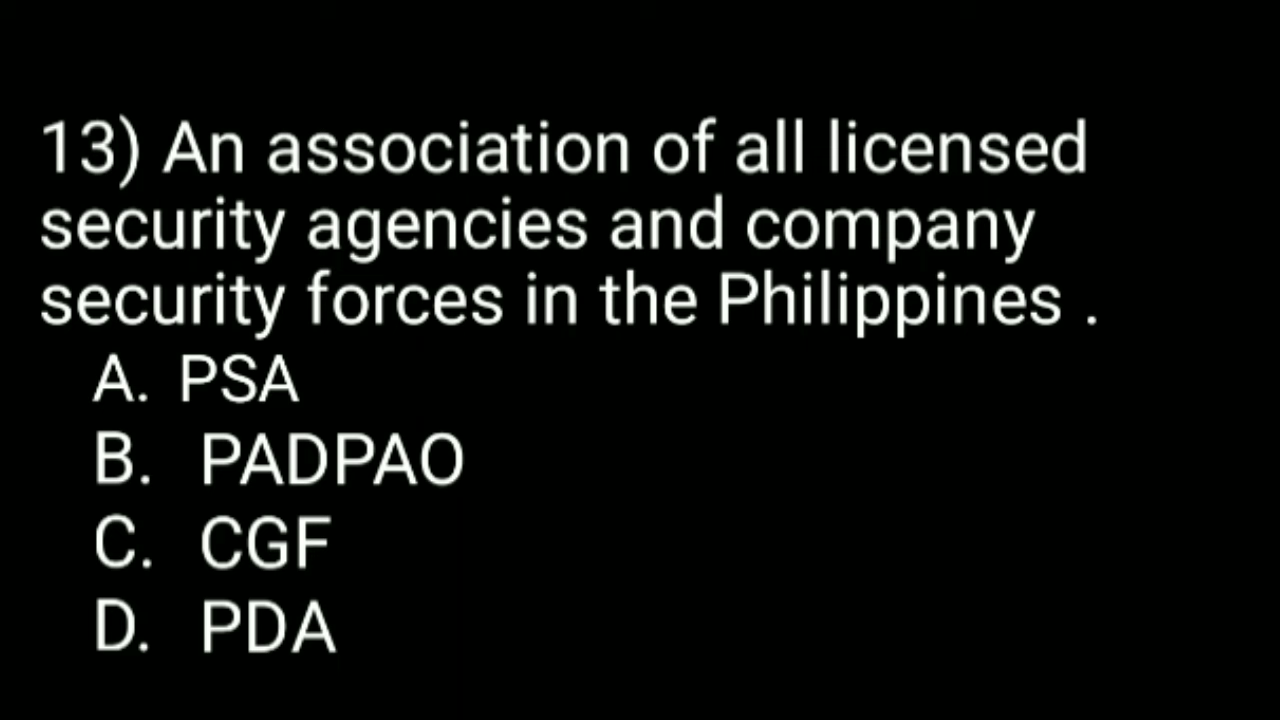 13) An association of all licensed
security agencies and company
security forces in the Philippines .
A. PSA
B. PADPAO
C. CGF
D. PDA